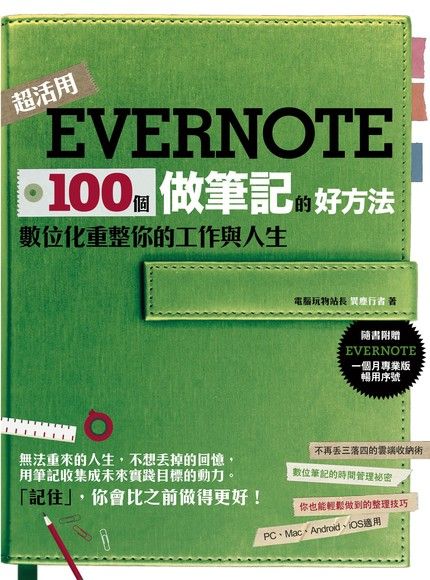 超活用
EVERNOTE
100個做筆記的好方法
數位化重整你的工作與人生
電腦玩物站長 異塵行者 著
隨書附贈
EVERNOTE
一個月專業版
暢用序號
無法重來的人生，不想丟掉的回憶，
用筆記收集成未來實踐目標的動力。
「記住」，你會比之前做得更好！
不再丟三落四的雲端收納術
數位筆記的時間管理祕密
你也能輕鬆做到的整理技巧
PC、Mac、Android、iOS適用